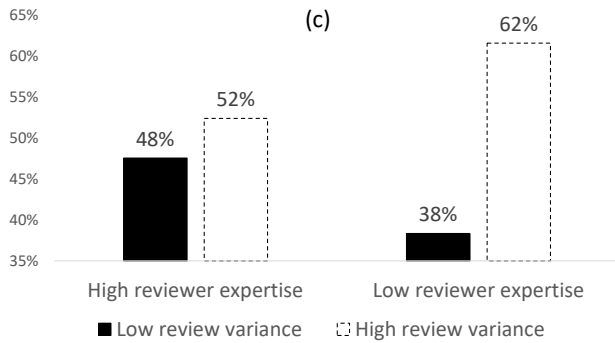 (c)
65%
60%
55%
50%
45%
40%
35%
48%
52%
38%
62%
High reviewer expertise
Low reviewer expertise
Low review variance
High review variance